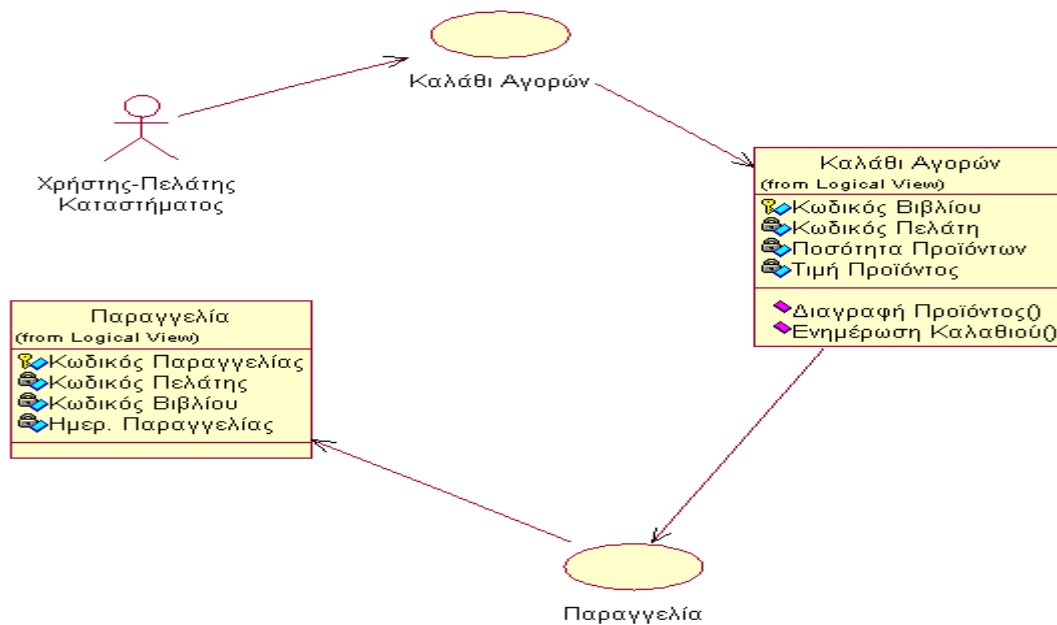 Καλάθι Αγορών
Χρήστης-Πελάτης
Καταστήματος
Καλάθι Αγορών
(from Logical View)
Κωδικός Βιβλίου
Κωδικός Πελάτη
Ποσότητα Προϊόντων
Τιμή Προϊόντος
Διαγραφή Προϊόντος()
Ενημέρωση Καλαθιού()
Παραγγελία
(from Logical View)
Κωδικός Παραγγελίας
Κωδικός Πελάτης
Κωδικός Βιβλίου
Ημερ. Παραγγελίας
Παραγγελία